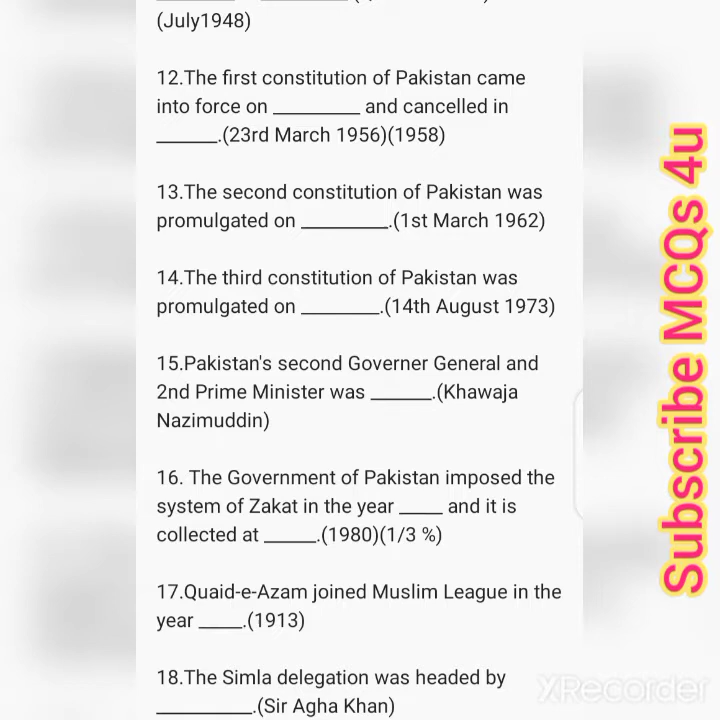 (July1948)
12.The first constitution of Pakistan came
into force on ________ and cancelled in
______.(23rd March 1956)(1958)
13.The second constitution of Pakistan was
promulgated on ________.(1st March 1962)
14.The third constitution of Pakistan was
promulgated on _______.(14th August 1973)
15.Pakistan's second Governer General and
2nd Prime Minister was ______.(Khawaja
Nazimuddin)
16. The Government of Pakistan imposed the
system of Zakat in the year ____ and it is
collected at _____.(1980)(1/3 %)
17.Quaid-e-Azam joined Muslim League in the
year ____.(1913)
18.The Simla delegation was headed by
_________.(Sir Agha Khan)
Subscribe MCQs 4u
XRecorder